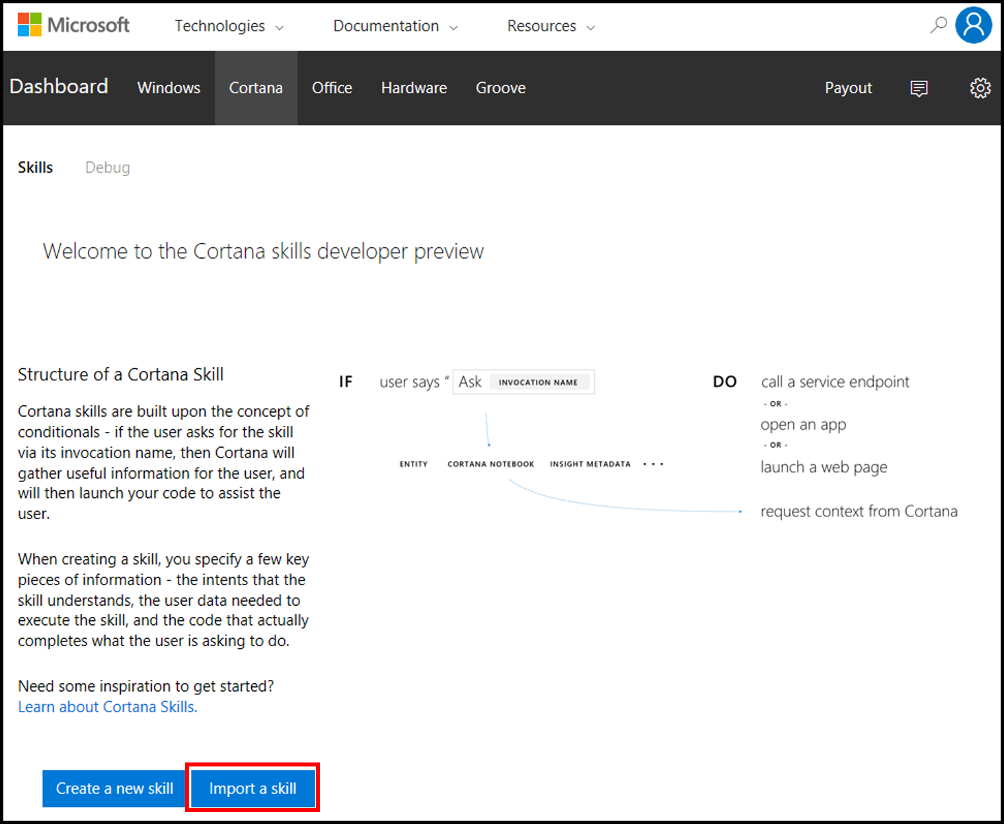 Microsoft Technologies Documentation Resources
Dashboard Windows Cortana Office Hardware Groove Payout
Skills Debug
Welcome to the Cortana skills developer preview
Structure of a Cortana Skill
Cortana skills are built upon the concept of
conditionals - if the user asks for the skill
via its invocation name, then Cortana will
gather useful information for the user, and
will then launch your code to assist the
user.
When creating a skill, you specify a few key
pieces of information - the intents that the
skill understands, the user data needed to
execute the skill, and the code that actually
completes what the user is asking to do.
Need some inspiration to get started?
Learn about Cortana Skills.
IF user says " Ask INVOCATION NAME
ENTITY CORTANA NOTEBOOK INSIGHT METADATA • • •
DO call a service endpoint
- OR -
open an app
- OR -
launch a web page
request context from Cortana
Create a new skill Import a skill